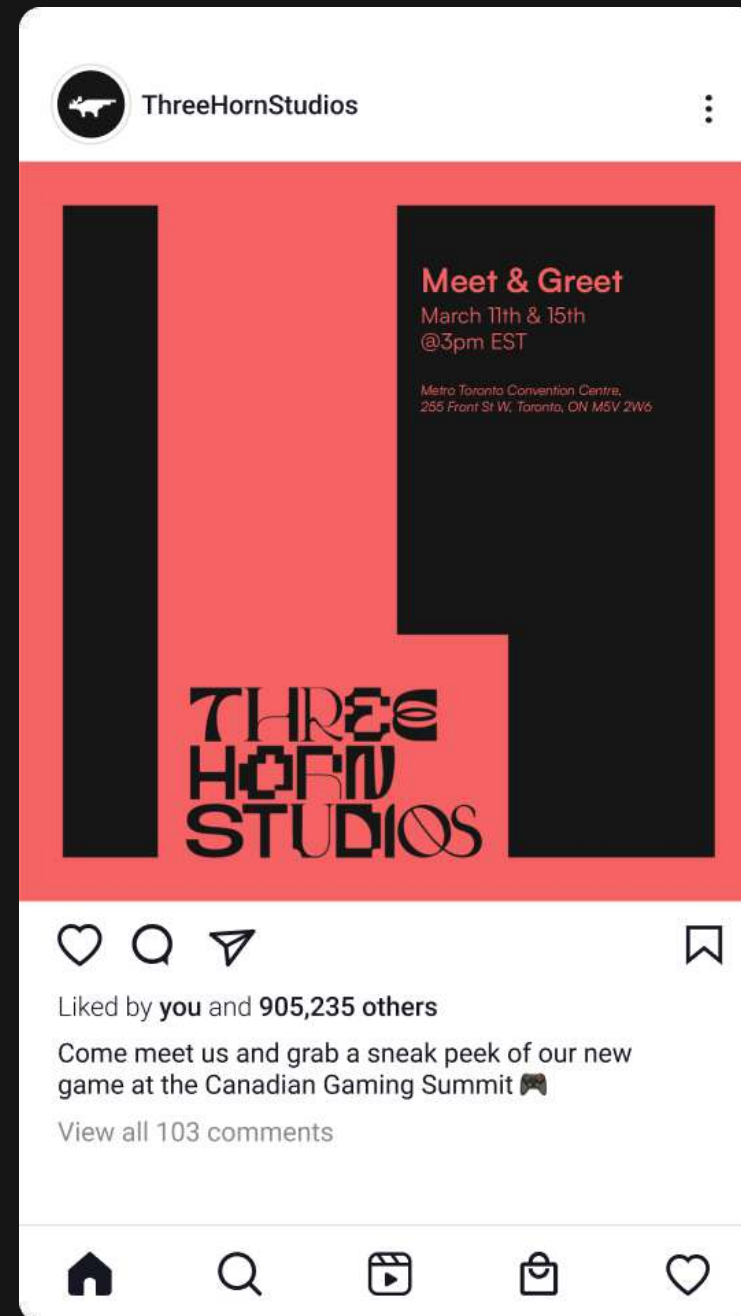 ThreeHornStudios
Meet & Greet
March 11th & 15th
@3pm EST
Metro Toronto Convention Centre,
255 Front St W, Toronto, ON M5V 2W6
THREE
HORN
STUDIOS
Liked by you and 905,235 others
Come meet us and grab a sneak peek of our new
game at the Canadian Gaming Summit 🎮
View all 103 comments